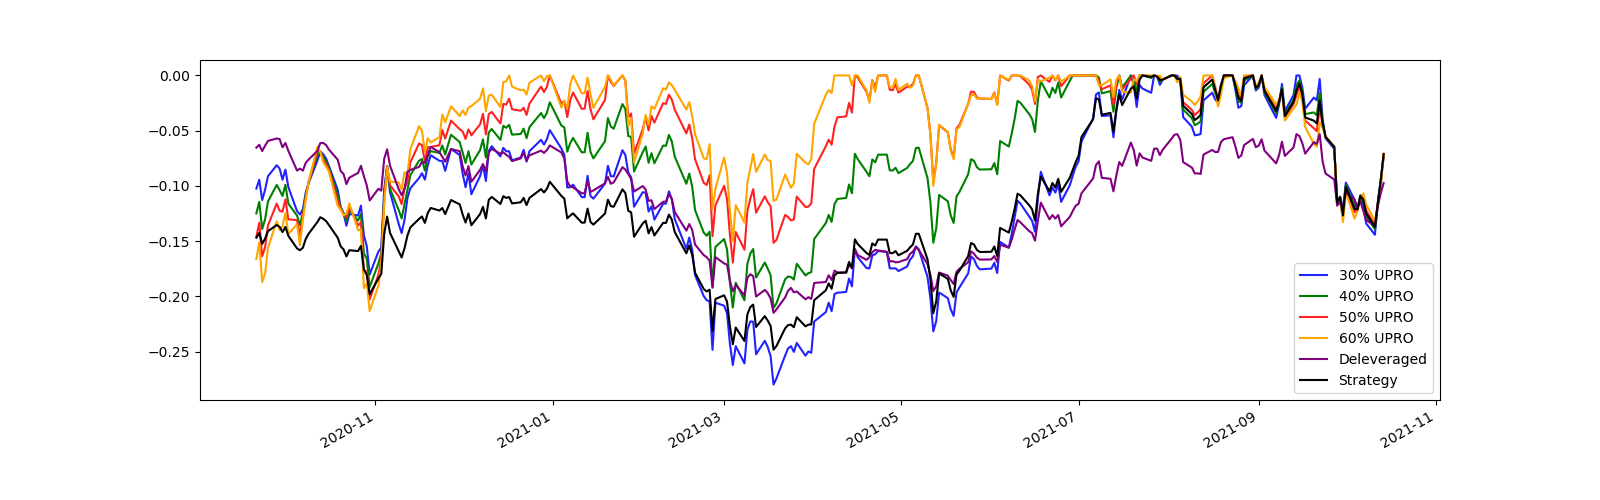 0.00
−0.05
−0.10
−0.15
−0.20
−0.25
2020-11
2021-01
2021-03
2021-05
2021-07
2021-09
2021-11
30% UPRO
40% UPRO
50% UPRO
60% UPRO
Deleveraged
Strategy